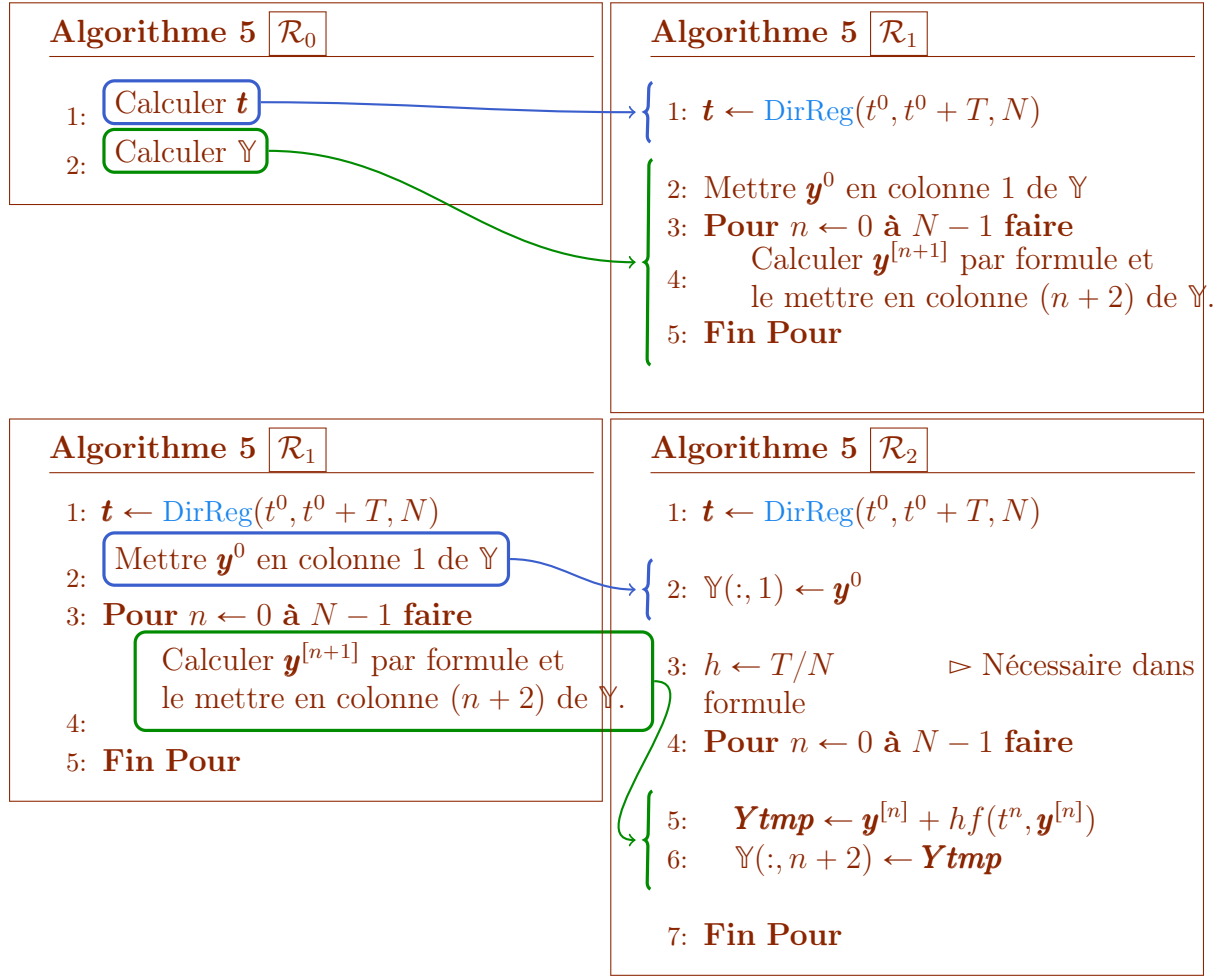 Algorithme 5 R₀
1: Calculer t
2: Calculer 𝕐
Algorithme 5 R₁
1: t ← DirReg(t⁰, t⁰ + T, N)
2: Mettre y⁰ en colonne 1 de 𝕐
3: Pour n ← 0 à N − 1 faire
4: Calculer y^[n+1] par formule et
le mettre en colonne (n + 2) de 𝕐.
5: Fin Pour
Algorithme 5 R₁
1: t ← DirReg(t⁰, t⁰ + T, N)
2: Mettre y⁰ en colonne 1 de 𝕐
3: Pour n ← 0 à N − 1 faire
4: Calculer y^[n+1] par formule et
le mettre en colonne (n + 2) de 𝕐.
5: Fin Pour
Algorithme 5 R₂
1: t ← DirReg(t⁰, t⁰ + T, N)
2: 𝕐(:, 1) ← y⁰
3: h ← T/N ▷ Nécessaire dans
formule
4: Pour n ← 0 à N − 1 faire
5: Ytmp ← y^[n] + hf(tⁿ, y^[n])
6: 𝕐(:, n + 2) ← Ytmp
7: Fin Pour